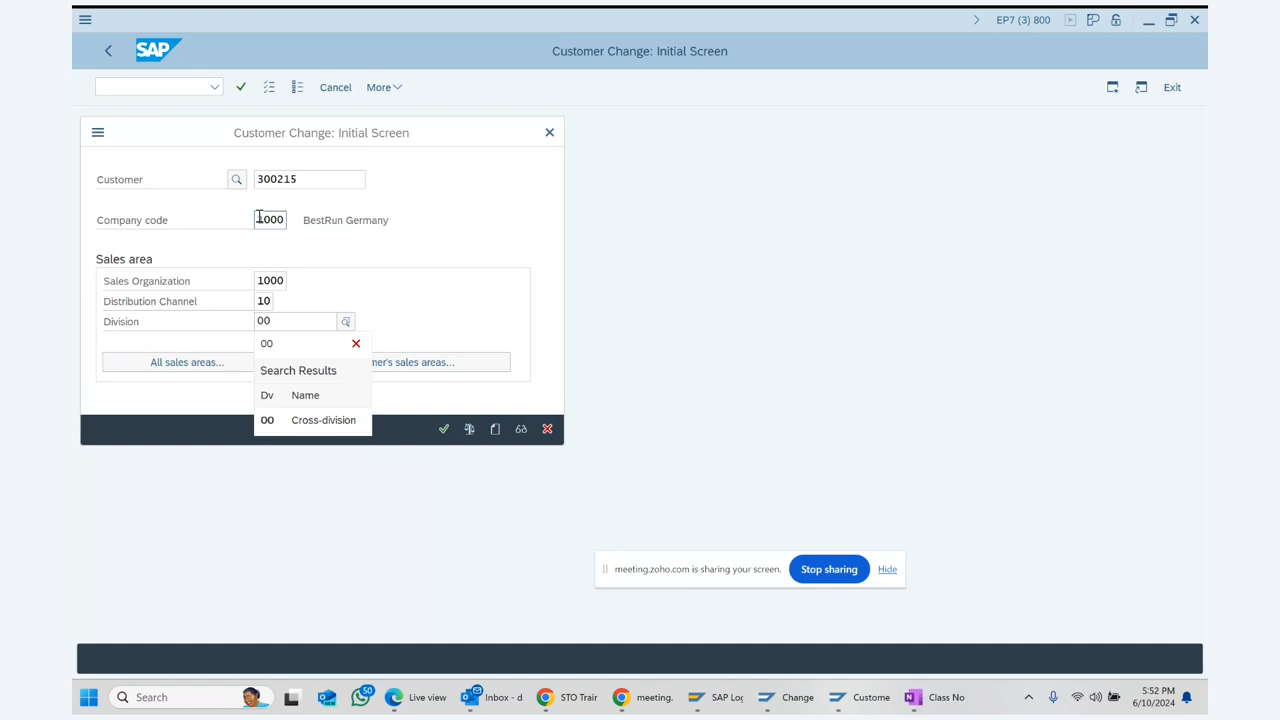 EP7 (3) 800
SAP
Customer Change: Initial Screen
Cancel
More
Exit
Customer Change: Initial Screen
Customer
300215
Company code
1000
BestRun Germany
Sales area
Sales Organization
1000
Distribution Channel
10
Division
00
00
All sales areas...
mer's sales areas...
Search Results
Dv Name
00 Cross-division
meeting.zoho.com is sharing your screen.
Stop sharing
Hide
Search
50
Live view
Inbox - d
STO Trair
meeting.
SAP Log
Change
Custome
Class No
5:52 PM
6/10/2024